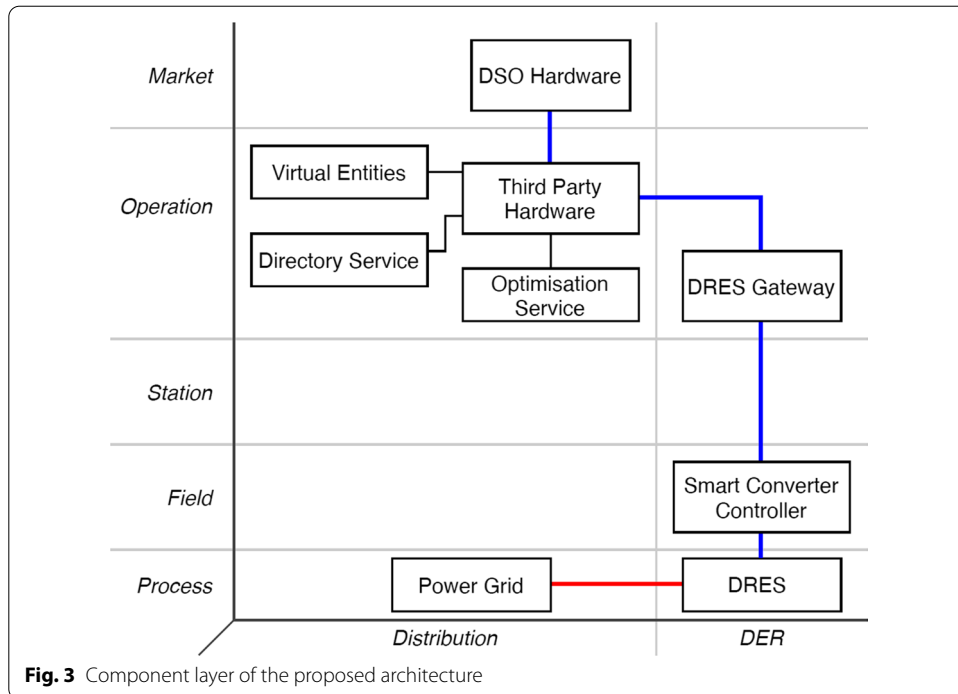 Market
DSO Hardware
Operation
Virtual Entities
Third Party
Hardware
Directory Service
Optimisation
Service
DRES Gateway
Station
Field
Smart Converter
Controller
Process
Power Grid
DRES
Distribution
DER
Fig. 3 Component layer of the proposed architecture